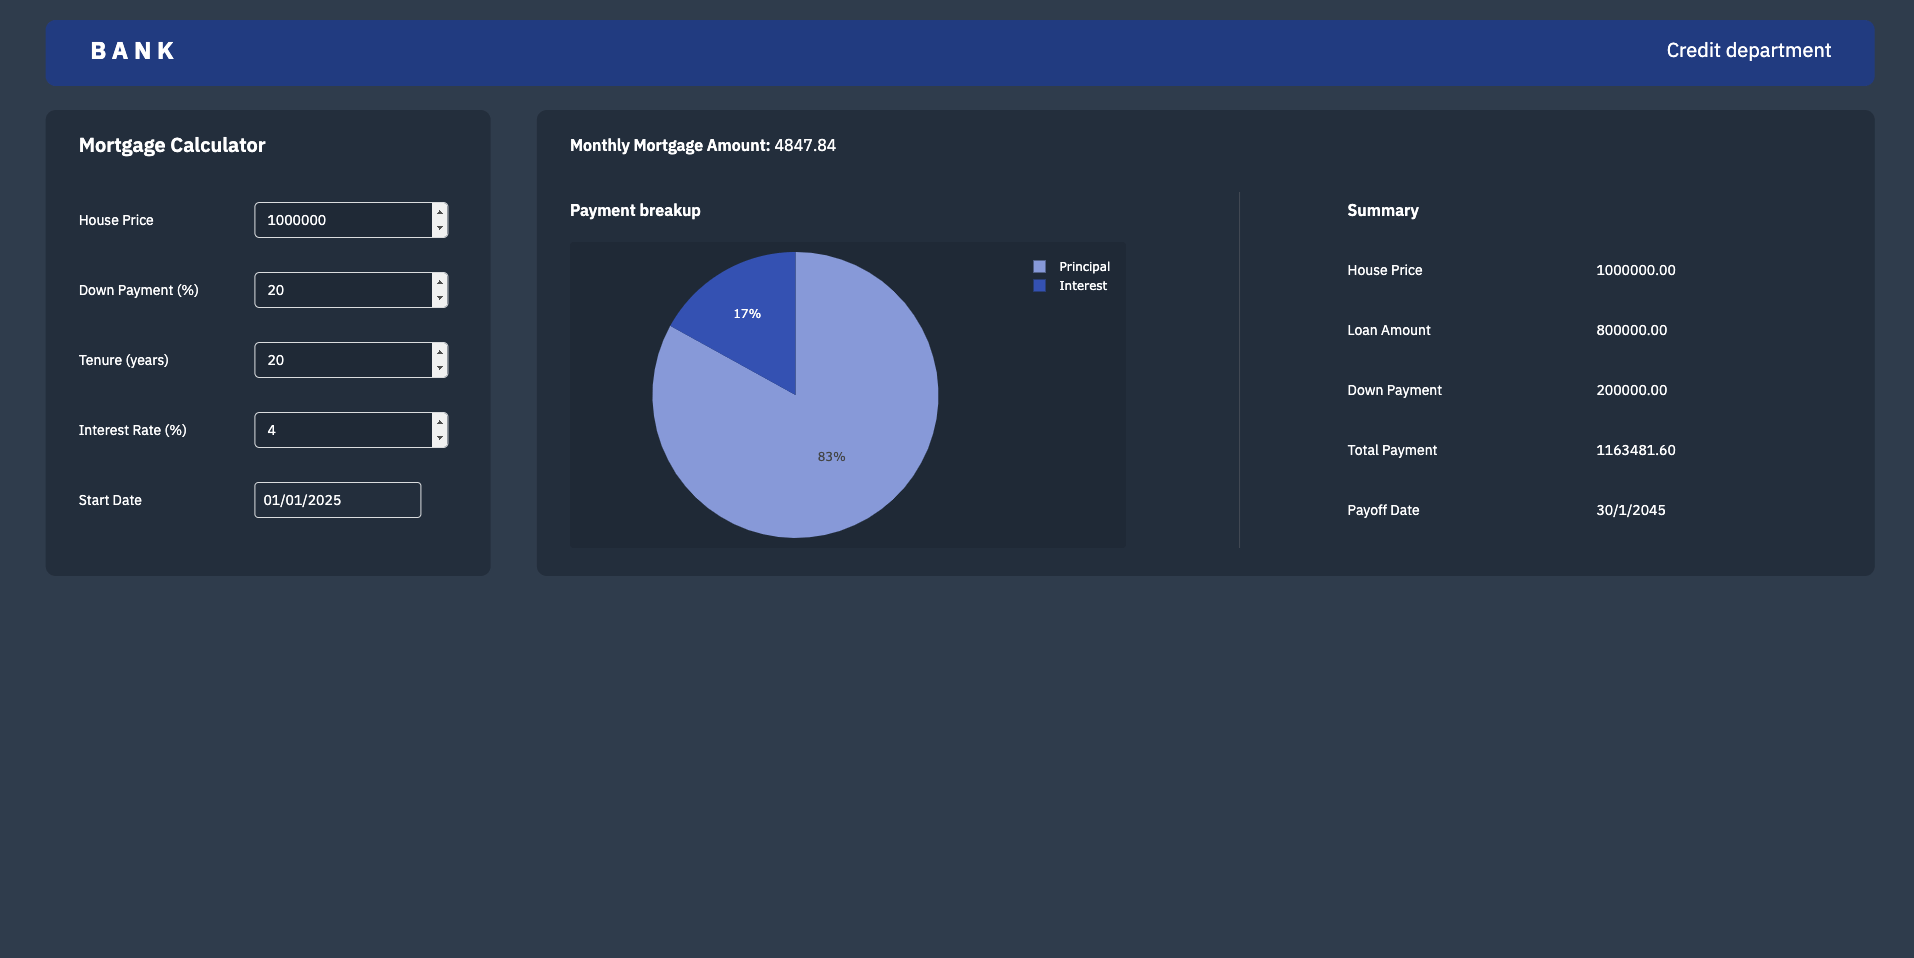 BANK
Credit department
Mortgage Calculator
House Price 1000000
Down Payment (%) 20
Tenure (years) 20
Interest Rate (%) 4
Start Date 01/01/2025
Monthly Mortgage Amount: 4847.84
Payment breakup
Principal
Interest
17%
83%
Summary
House Price 1000000.00
Loan Amount 800000.00
Down Payment 200000.00
Total Payment 1163481.60
Payoff Date 30/1/2045